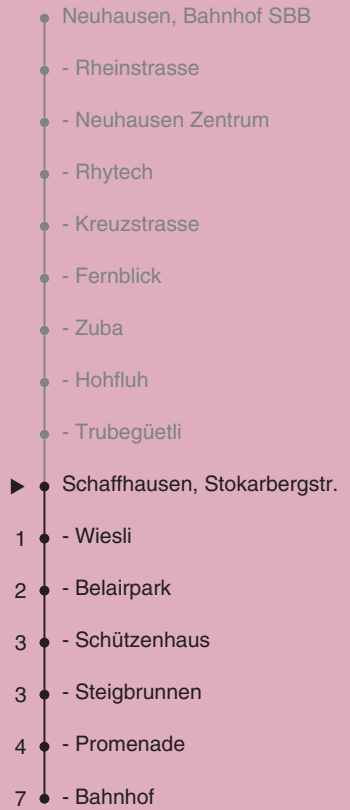 Neuhausen, Bahnhof SBB
- Rheinstrasse
- Neuhausen Zentrum
- Rhytech
- Kreuzstrasse
- Fernblick
- Zuba
- Hohfluh
- Trubegüetli
Schaffhausen, Stokarbergstr.
1 - Wiesli
2 - Belairpark
3 - Schützenhaus
3 - Steigbrunnen
4 - Promenade
7 - Bahnhof